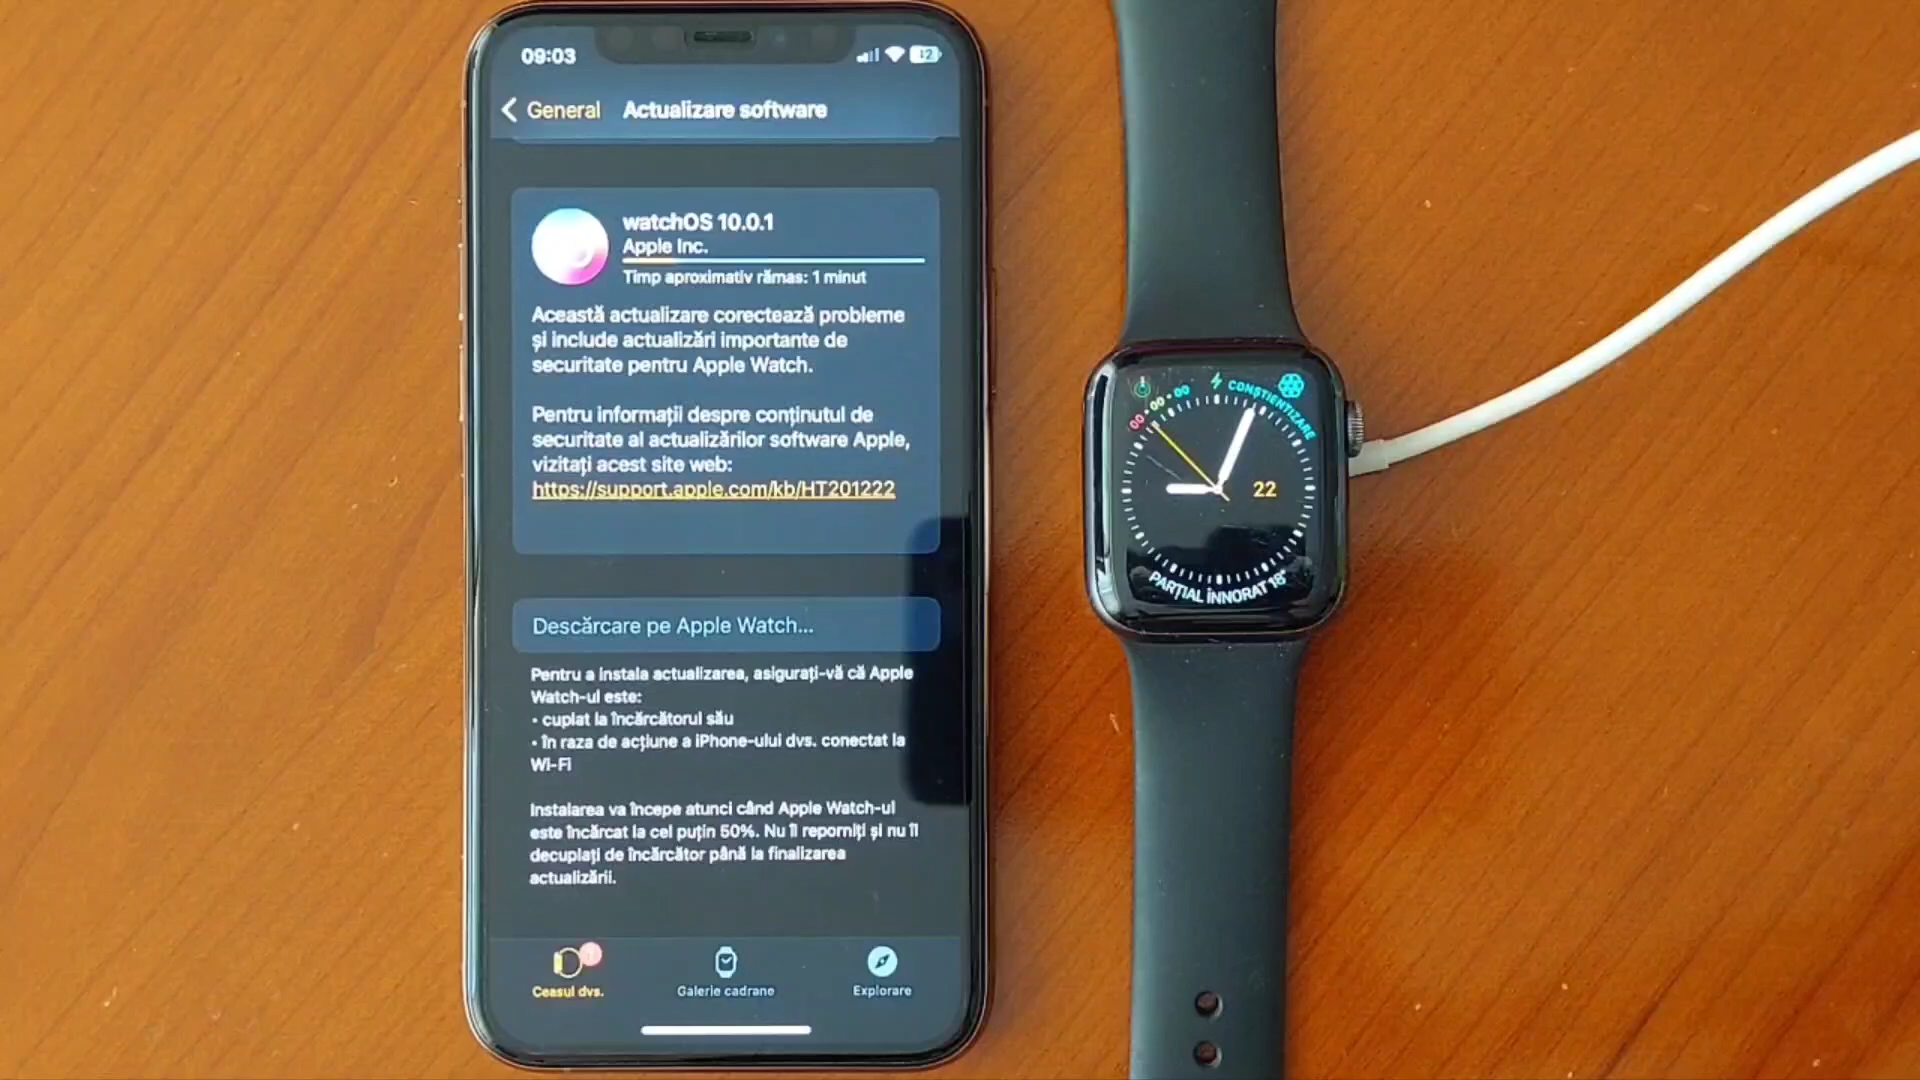 09:03
12
General
Actualizare software
watchOS 10.0.1
Apple Inc.
Timp aproximativ rămas: 1 minut
Această actualizare corectează probleme
și include actualizări importante de
securitate pentru Apple Watch.
Pentru informații despre conținutul de
securitate al actualizărilor software Apple,
vizitați acest site web:
https://support.apple.com/kb/HT201222
Descărcare pe Apple Watch...
Pentru a instala actualizarea, asigurați-vă că Apple
Watch-ul este:
• cuplat la încărcătorul său
• în raza de acțiune a iPhone-ului dvs. conectat la
Wi-Fi
Instalarea va începe atunci când Apple Watch-ul
este încărcat la cel puțin 50%. Nu îl reporniți și nu îl
decuplați de încărcător până la finalizarea
actualizării.
1
Ceasul dvs.
Galerie cadrane
Explorare
00•00•00
CONȘTIENTIZARE
22
PARȚIAL ÎNNORAT 18°